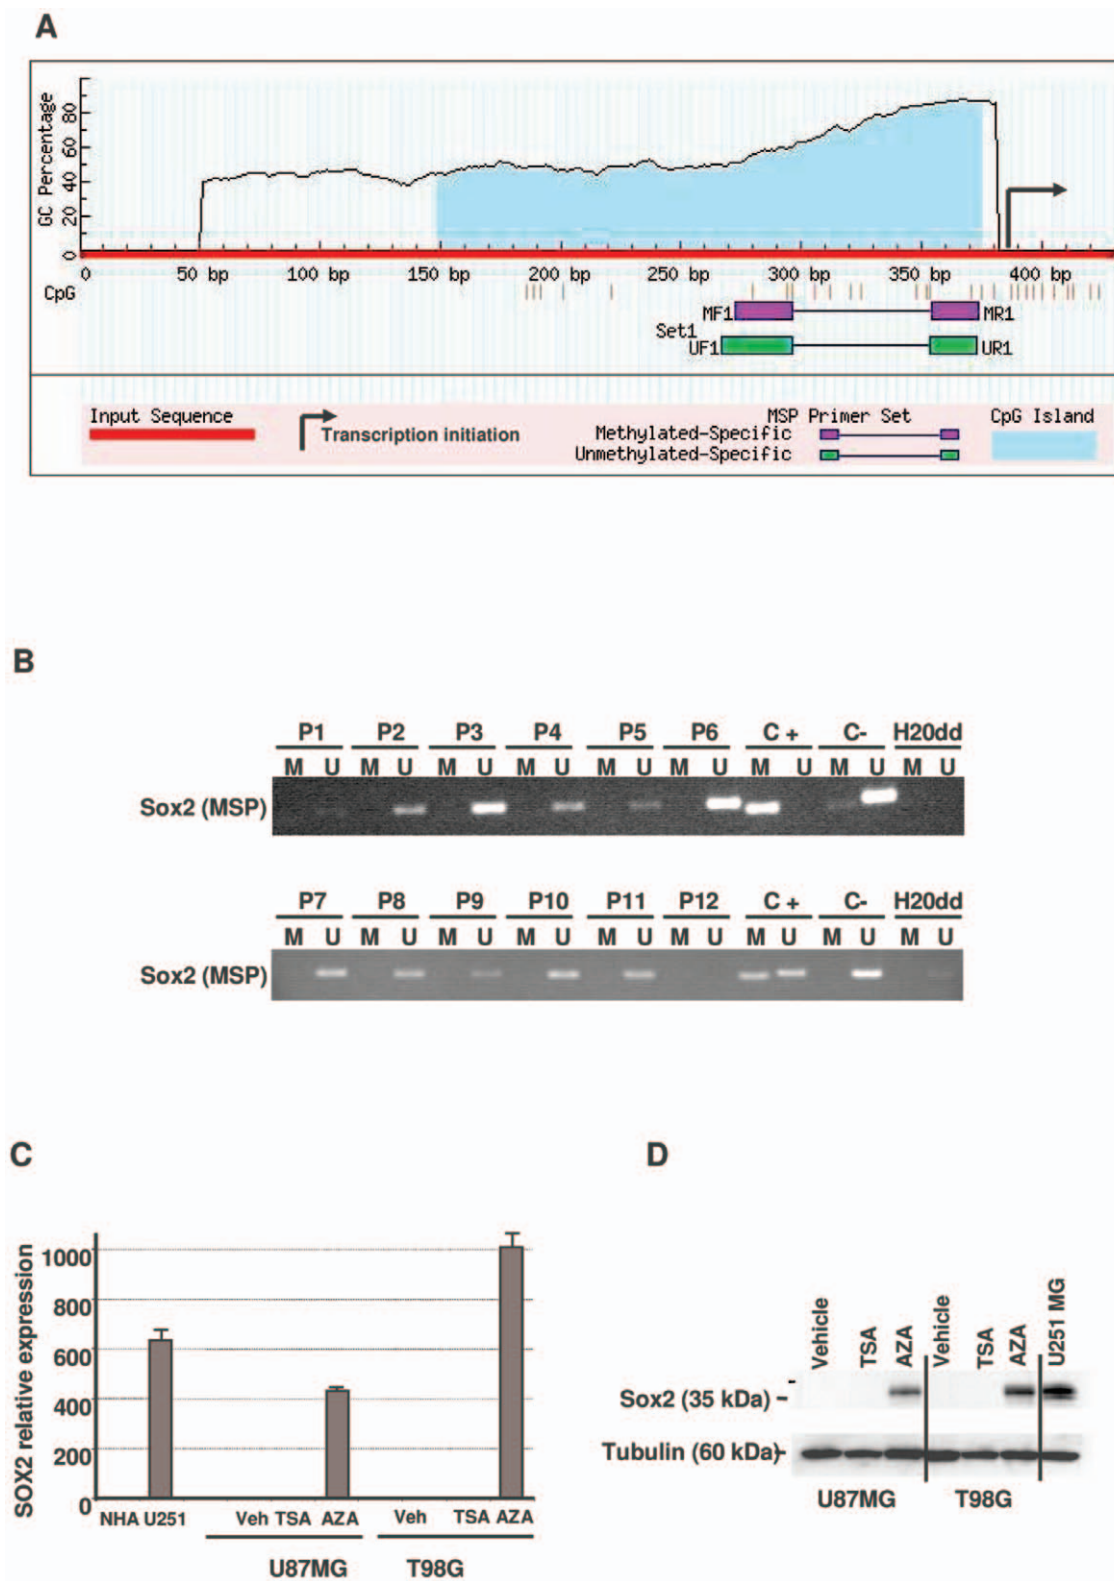 A
GC Percentage
80
60
40
20
0
0 50 bp 100 bp 150 bp 200 bp 250 bp 300 bp 350 bp 400 bp
CpG
MF1 MR1
Set1
UF1 UR1
Input Sequence
Transcription initiation
MSP Primer Set
Methylated-Specific
Unmethylated-Specific
CpG Island
B
P1 P2 P3 P4 P5 P6 C + C- H20dd
M U M U M U M U M U M U M U M U M U
Sox2 (MSP)
P7 P8 P9 P10 P11 P12 C + C- H20dd
M U M U M U M U M U M U M U M U M U
Sox2 (MSP)
C
SOX2 relative expression
1000
800
600
400
200
0
NHA U251 Veh TSA AZA Veh TSA AZA
U87MG T98G
D
Vehicle TSA AZA Vehicle TSA AZA U251 MG
Sox2 (35 kDa)
Tubulin (60 kDa)
U87MG T98G